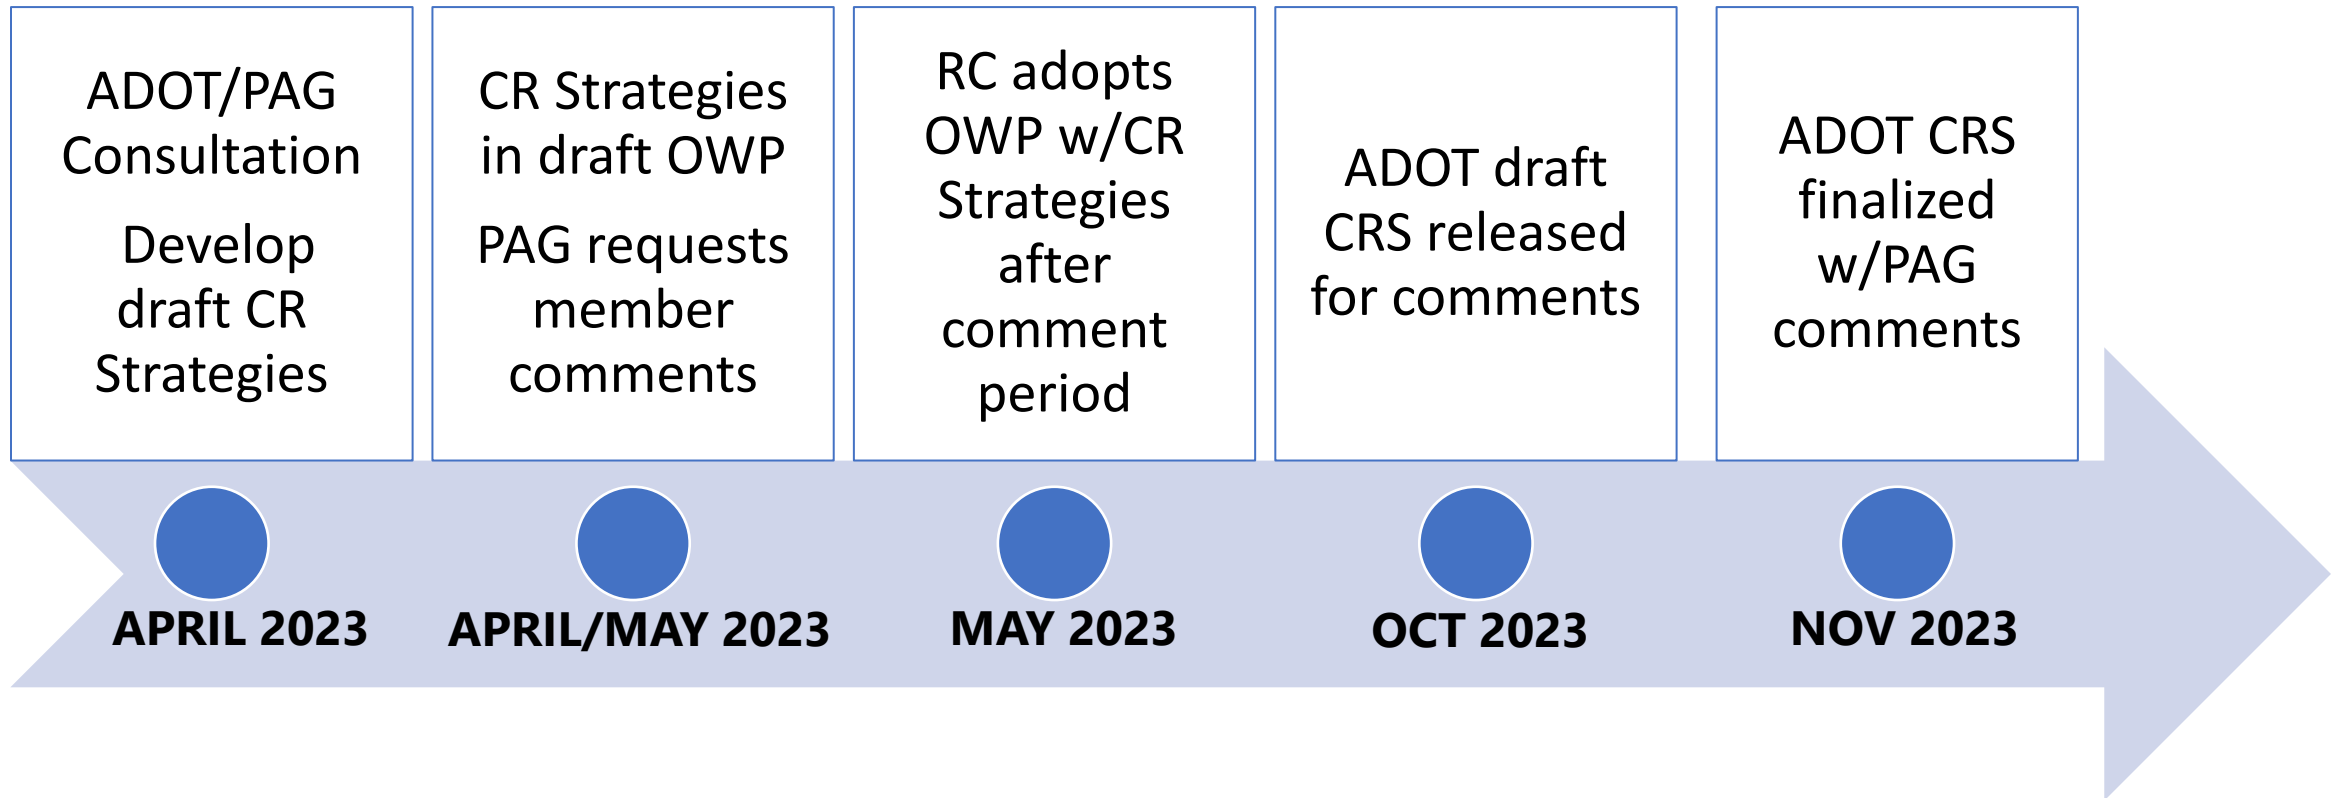 ADOT/PAG
Consultation
Develop
draft CR
Strategies
CR Strategies
in draft OWP
PAG requests
member
comments
RC adopts
OWP w/CR
Strategies
after
comment
period
ADOT draft
CRS released
for comments
ADOT CRS
finalized
w/PAG
comments
APRIL 2023
APRIL/MAY 2023
MAY 2023
OCT 2023
NOV 2023